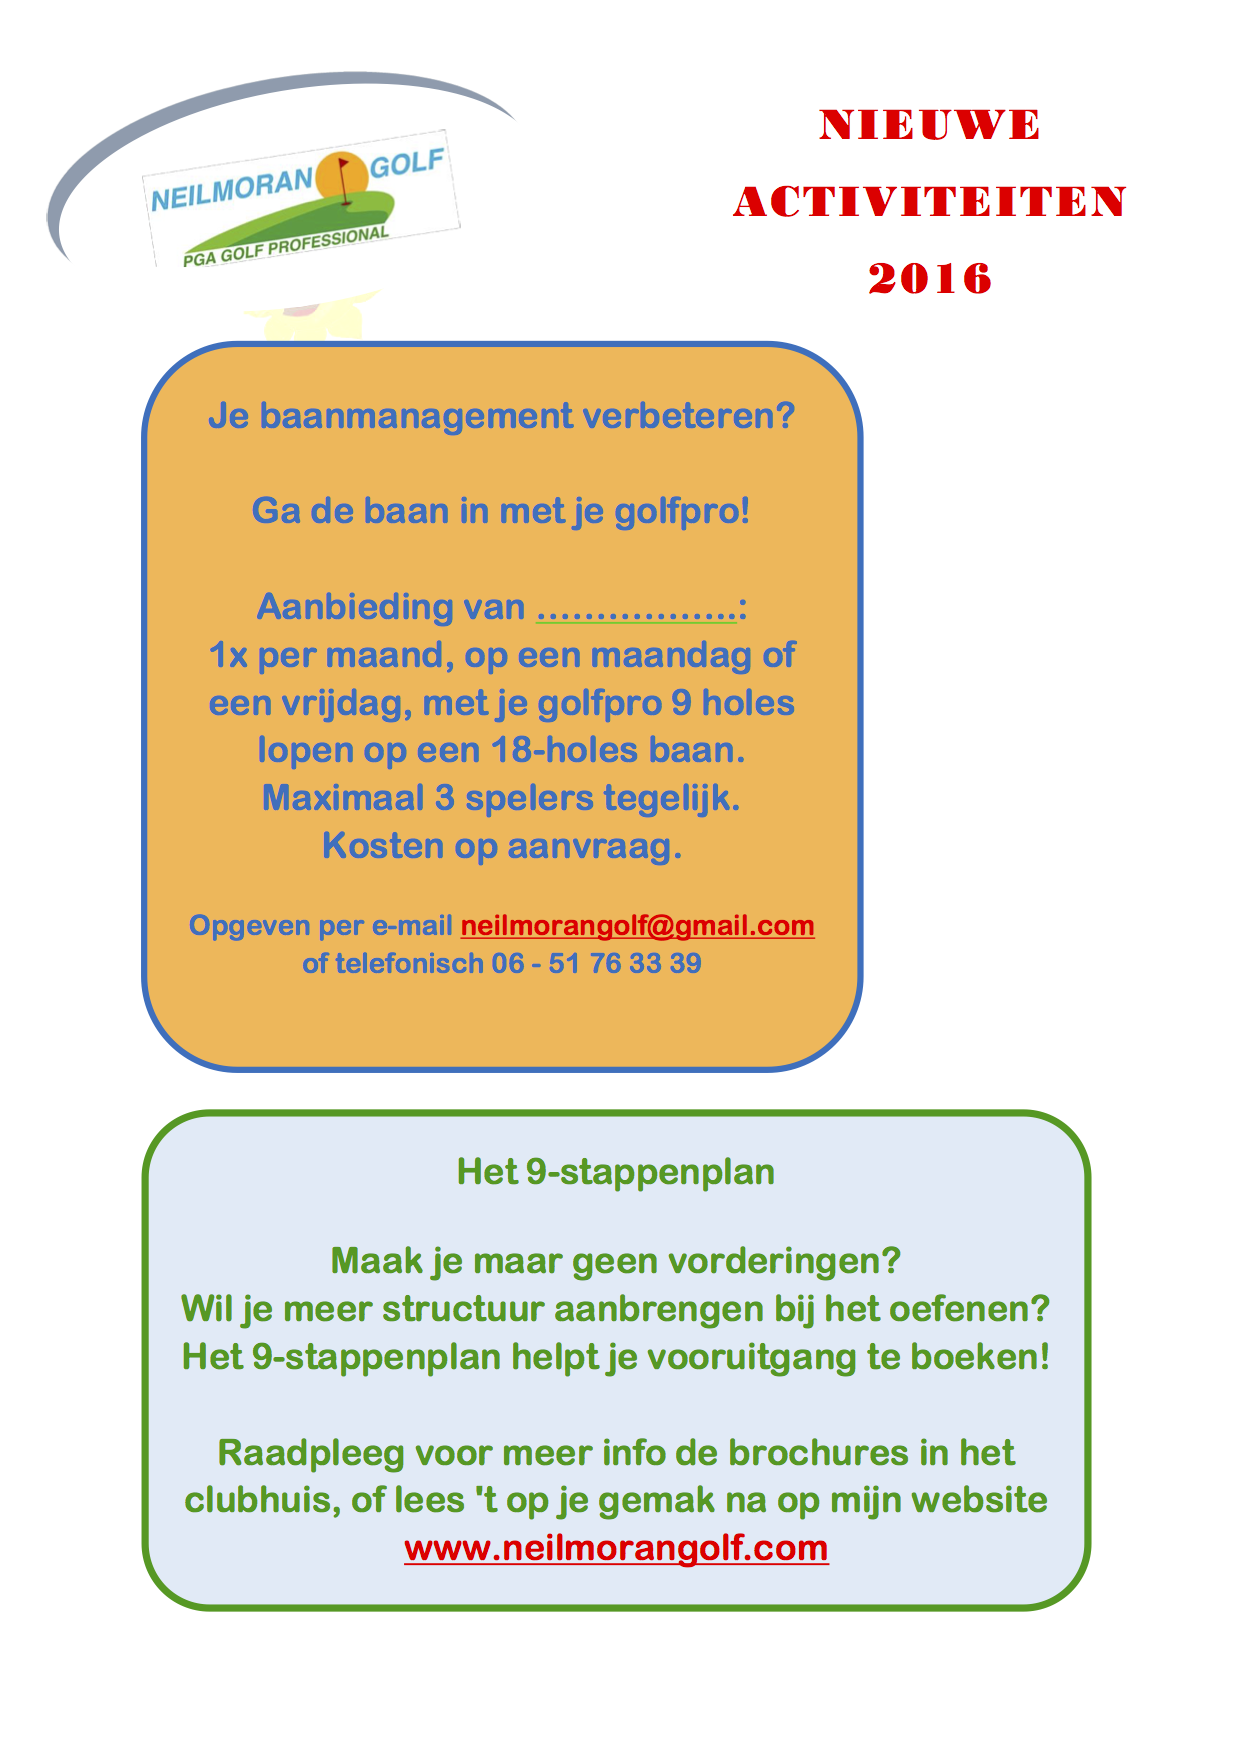 NEILMORAN GOLF
PGA GOLF PROFESSIONAL
NIEUWE
ACTIVITEITEN
2016
Je baanmanagement verbeteren?
Ga de baan in met je golfpro!
Aanbieding van ……………..:
1x per maand, op een maandag of
een vrijdag, met je golfpro 9 holes
lopen op een 18-holes baan.
Maximaal 3 spelers tegelijk.
Kosten op aanvraag.
Opgeven per e-mail neilmorangolf@gmail.com
of telefonisch 06 - 51 76 33 39
Het 9-stappenplan
Maak je maar geen vorderingen?
Wil je meer structuur aanbrengen bij het oefenen?
Het 9-stappenplan helpt je vooruitgang te boeken!
Raadpleeg voor meer info de brochures in het
clubhuis, of lees 't op je gemak na op mijn website
www.neilmorangolf.com